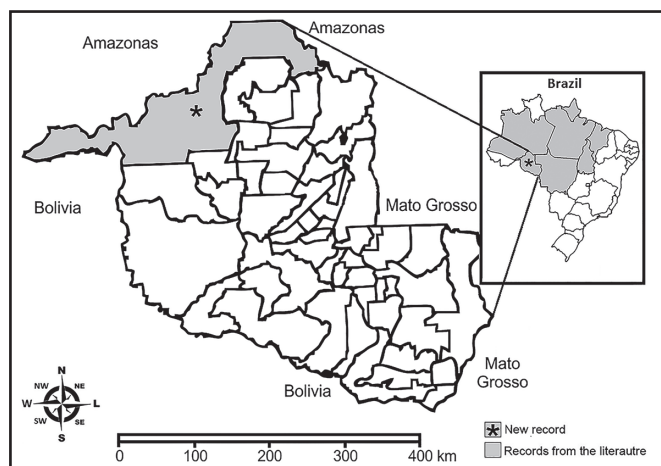 Amazonas
Amazonas
Brazil
Bolivia
Mato Grosso
Mato
Grosso
Bolivia
N
NW
NE
W
L
SW
SE
S
* New record
Records from the literautre
0 100 200 300 400 km